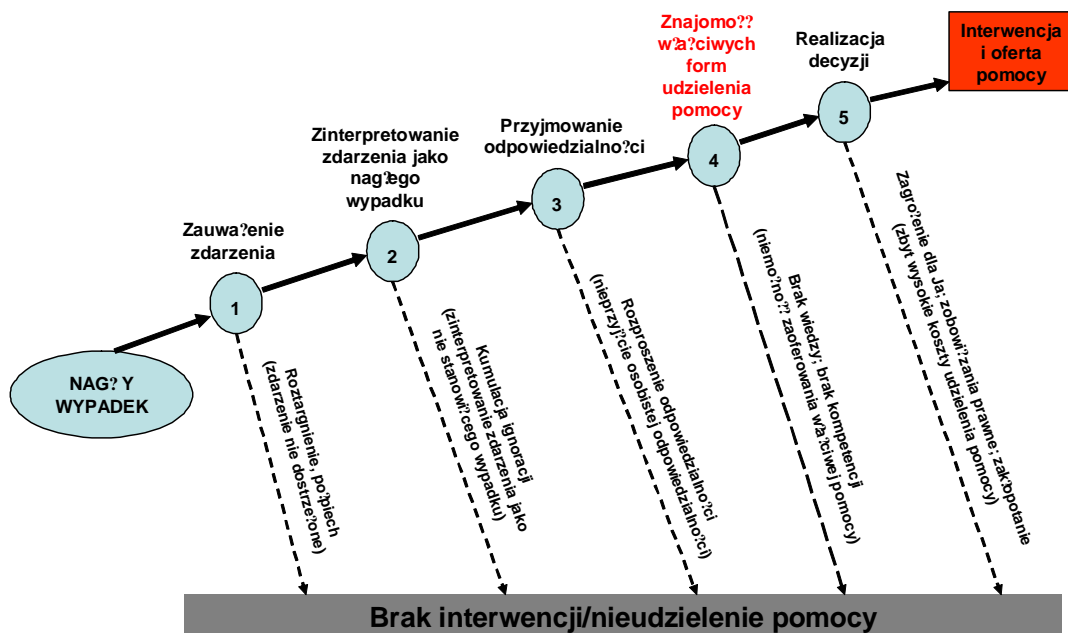 Znajomo??
w?a?ciwych
form
udzielenia
pomocy
Realizacja
decyzji
Interwencja
i oferta
pomocy
5
Zinterpretowanie
zdarzenia jako
nag?ego
wypadku
Przyjmowanie
odpowiedzialno?ci
4
3
Zauwa?enie
zdarzenia
2
1
NAG? Y
WYPADEK
Roztargnienie, po?piech
(zdarzenie nie dostrze?one)
Kumulacja ignoracji
(zinterpretowanie zdarzenia jako
nie stanowi?cego wypadku)
Rozproszenie odpowiedzialno?ci
(nieprzyj?cie osobistej odpowiedzialno?ci)
Brak wiedzy; brak kompetencji
(niemo?no?? zaoferowania w?a?ciwej pomocy)
Zagro?enie dla Ja; zobowi?zania prawne; zak?opotanie
(zbyt wysokie koszty udzielenia pomocy)
Brak interwencji/nieudzielenie pomocy